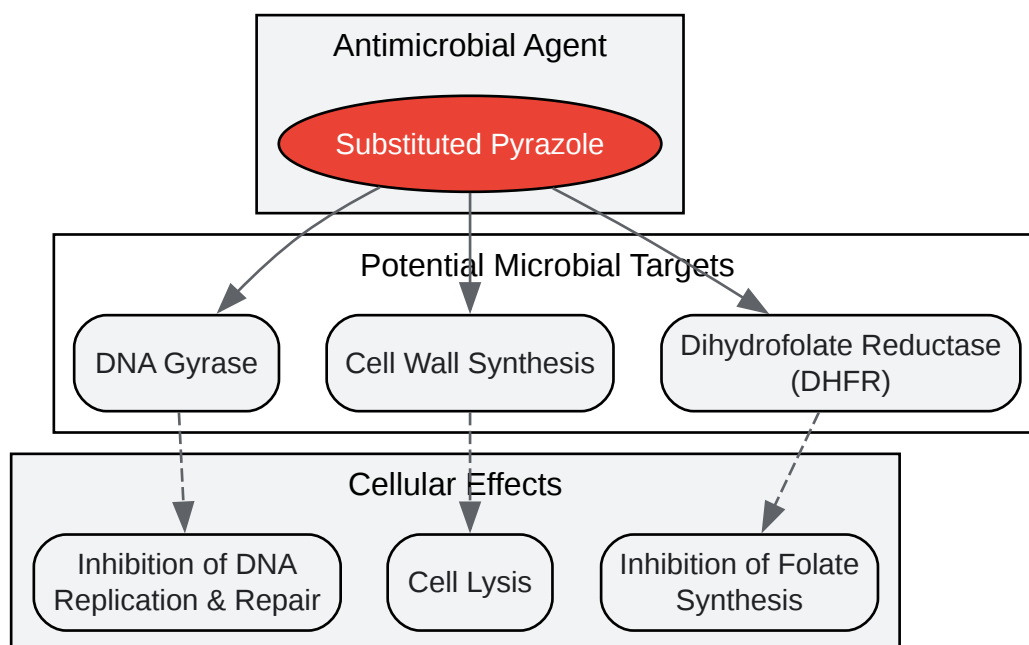 Antimicrobial Agent
Substituted Pyrazole
Potential Microbial Targets
DNA Gyrase
Cell Wall Synthesis
Dihydrofolate Reductase
(DHFR)
Cellular Effects
Inhibition of DNA
Replication & Repair
Cell Lysis
Inhibition of Folate
Synthesis